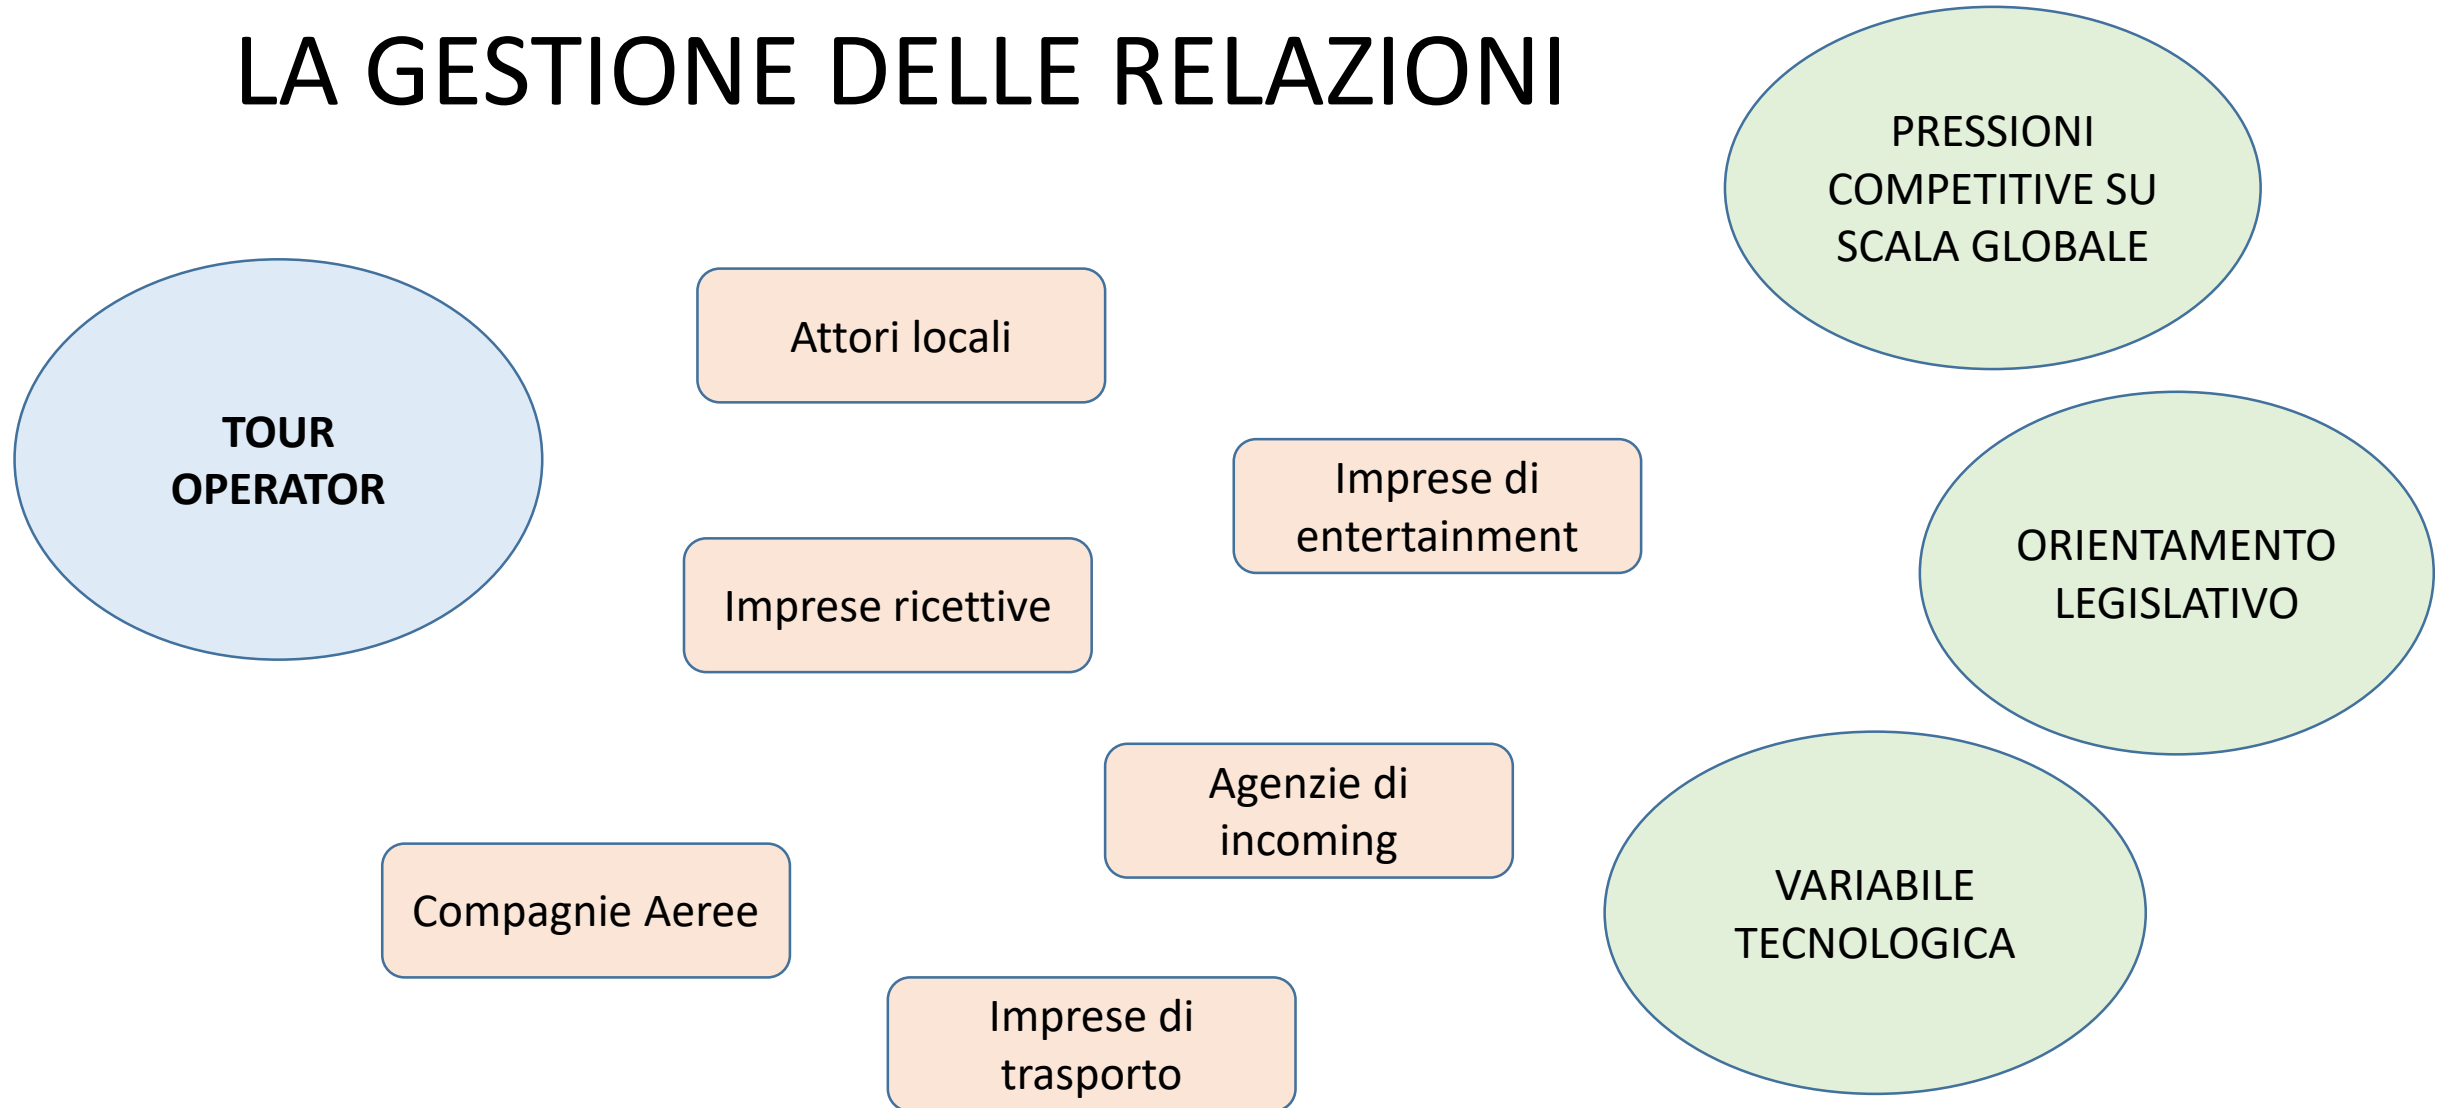 LA GESTIONE DELLE RELAZIONI
PRESSIONI
COMPETITIVE SU
SCALA GLOBALE
Attori locali
TOUR
OPERATOR
Imprese di
entertainment
ORIENTAMENTO
LEGISLATIVO
Imprese ricettive
Agenzie di
incoming
VARIABILE
TECNOLOGICA
Compagnie Aeree
Imprese di
trasporto